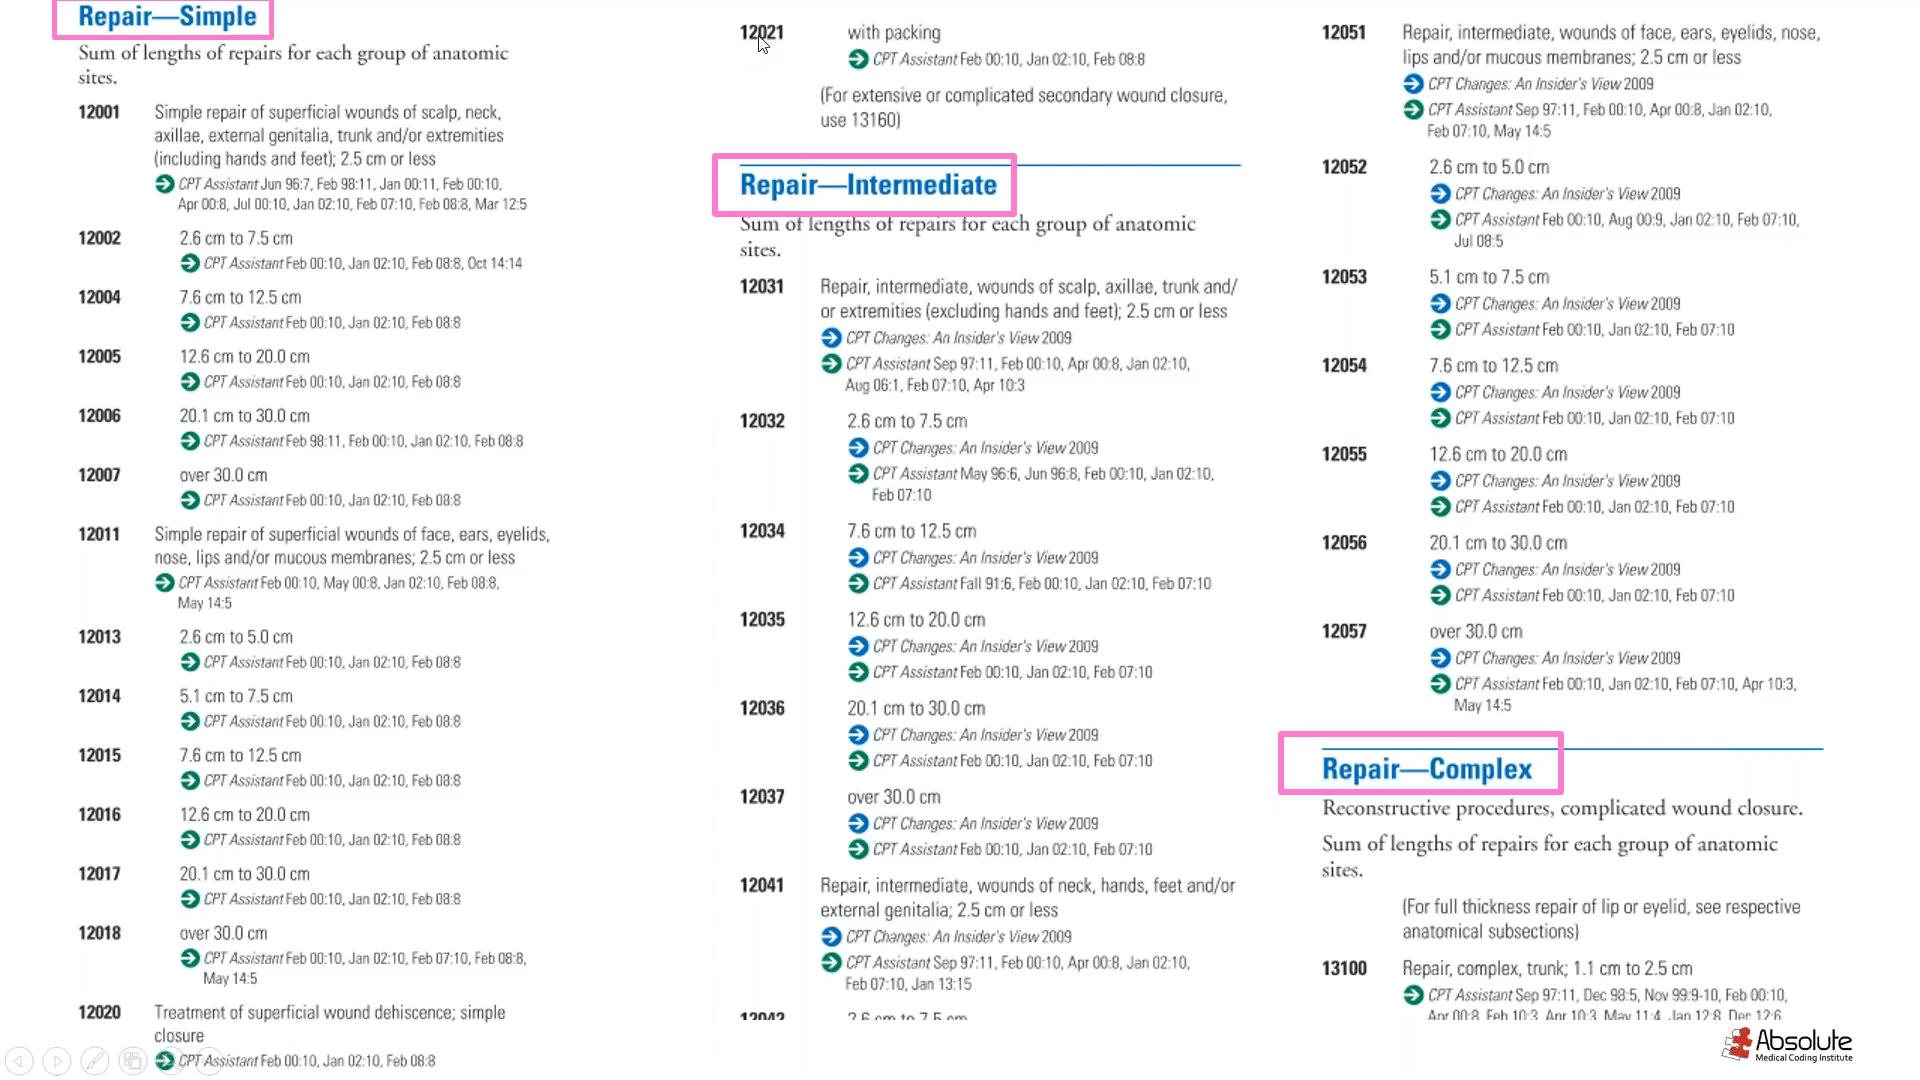 Repair—Simple
Sum of lengths of repairs for each group of anatomic
sites.
12001 Simple repair of superficial wounds of scalp, neck,
axillae, external genitalia, trunk and/or extremities
(including hands and feet); 2.5 cm or less
CPT Assistant Jun 96:7, Feb 98:11, Jan 00:11, Feb 00:10,
Apr 00:8, Jul 00:10, Jan 02:10, Feb 07:10, Feb 08:8, Mar 12:5
12002 2.6 cm to 7.5 cm
CPT Assistant Feb 00:10, Jan 02:10, Feb 08:8, Oct 14:14
12004 7.6 cm to 12.5 cm
CPT Assistant Feb 00:10, Jan 02:10, Feb 08:8
12005 12.6 cm to 20.0 cm
CPT Assistant Feb 00:10, Jan 02:10, Feb 08:8
12006 20.1 cm to 30.0 cm
CPT Assistant Feb 98:11, Feb 00:10, Jan 02:10, Feb 08:8
12007 over 30.0 cm
CPT Assistant Feb 00:10, Jan 02:10, Feb 08:8
12011 Simple repair of superficial wounds of face, ears, eyelids,
nose, lips and/or mucous membranes; 2.5 cm or less
CPT Assistant Feb 00:10, May 00:8, Jan 02:10, Feb 08:8,
May 14:5
12013 2.6 cm to 5.0 cm
CPT Assistant Feb 00:10, Jan 02:10, Feb 08:8
12014 5.1 cm to 7.5 cm
CPT Assistant Feb 00:10, Jan 02:10, Feb 08:8
12015 7.6 cm to 12.5 cm
CPT Assistant Feb 00:10, Jan 02:10, Feb 08:8
12016 12.6 cm to 20.0 cm
CPT Assistant Feb 00:10, Jan 02:10, Feb 08:8
12017 20.1 cm to 30.0 cm
CPT Assistant Feb 00:10, Jan 02:10, Feb 08:8
12018 over 30.0 cm
CPT Assistant Feb 00:10, Jan 02:10, Feb 07:10, Feb 08:8,
May 14:5
12020 Treatment of superficial wound dehiscence; simple
closure
CPT Assistant Feb 00:10, Jan 02:10, Feb 08:8
12021 with packing
CPT Assistant Feb 00:10, Jan 02:10, Feb 08:8
(For extensive or complicated secondary wound closure,
use 13160)
Repair—Intermediate
Sum of lengths of repairs for each group of anatomic
sites.
12031 Repair, intermediate, wounds of scalp, axillae, trunk and/
or extremities (excluding hands and feet); 2.5 cm or less
CPT Changes: An Insider's View 2009
CPT Assistant Sep 97:11, Feb 00:10, Apr 00:8, Jan 02:10,
Aug 06:1, Feb 07:10, Apr 10:3
12032 2.6 cm to 7.5 cm
CPT Changes: An Insider's View 2009
CPT Assistant May 96:6, Jun 96:8, Feb 00:10, Jan 02:10,
Feb 07:10
12034 7.6 cm to 12.5 cm
CPT Changes: An Insider's View 2009
CPT Assistant Fall 91:6, Feb 00:10, Jan 02:10, Feb 07:10
12035 12.6 cm to 20.0 cm
CPT Changes: An Insider's View 2009
CPT Assistant Feb 00:10, Jan 02:10, Feb 07:10
12036 20.1 cm to 30.0 cm
CPT Changes: An Insider's View 2009
CPT Assistant Feb 00:10, Jan 02:10, Feb 07:10
12037 over 30.0 cm
CPT Changes: An Insider's View 2009
CPT Assistant Feb 00:10, Jan 02:10, Feb 07:10
12041 Repair, intermediate, wounds of neck, hands, feet and/or
external genitalia; 2.5 cm or less
CPT Changes: An Insider's View 2009
CPT Assistant Sep 97:11, Feb 00:10, Apr 00:8, Jan 02:10,
Feb 07:10, Jan 13:15
12042 2.6 cm to 7.5 cm
12051 Repair, intermediate, wounds of face, ears, eyelids, nose,
lips and/or mucous membranes; 2.5 cm or less
CPT Changes: An Insider's View 2009
CPT Assistant Sep 97:11, Feb 00:10, Apr 00:8, Jan 02:10,
Feb 07:10, May 14:5
12052 2.6 cm to 5.0 cm
CPT Changes: An Insider's View 2009
CPT Assistant Feb 00:10, Aug 00:9, Jan 02:10, Feb 07:10,
Jul 08:5
12053 5.1 cm to 7.5 cm
CPT Changes: An Insider's View 2009
CPT Assistant Feb 00:10, Jan 02:10, Feb 07:10
12054 7.6 cm to 12.5 cm
CPT Changes: An Insider's View 2009
CPT Assistant Feb 00:10, Jan 02:10, Feb 07:10
12055 12.6 cm to 20.0 cm
CPT Changes: An Insider's View 2009
CPT Assistant Feb 00:10, Jan 02:10, Feb 07:10
12056 20.1 cm to 30.0 cm
CPT Changes: An Insider's View 2009
CPT Assistant Feb 00:10, Jan 02:10, Feb 07:10
12057 over 30.0 cm
CPT Changes: An Insider's View 2009
CPT Assistant Feb 00:10, Jan 02:10, Feb 07:10, Apr 10:3,
May 14:5
Repair—Complex
Reconstructive procedures, complicated wound closure.
Sum of lengths of repairs for each group of anatomic
sites.
(For full thickness repair of lip or eyelid, see respective
anatomical subsections)
13100 Repair, complex, trunk; 1.1 cm to 2.5 cm
CPT Assistant Sep 97:11, Dec 98:5, Nov 99:9-10, Feb 00:10,
Apr 00:8, Feb 10:3, Apr 10:3, May 11:4, Jan 12:8, Dec 12:6
Absolute
Medical Coding Institute